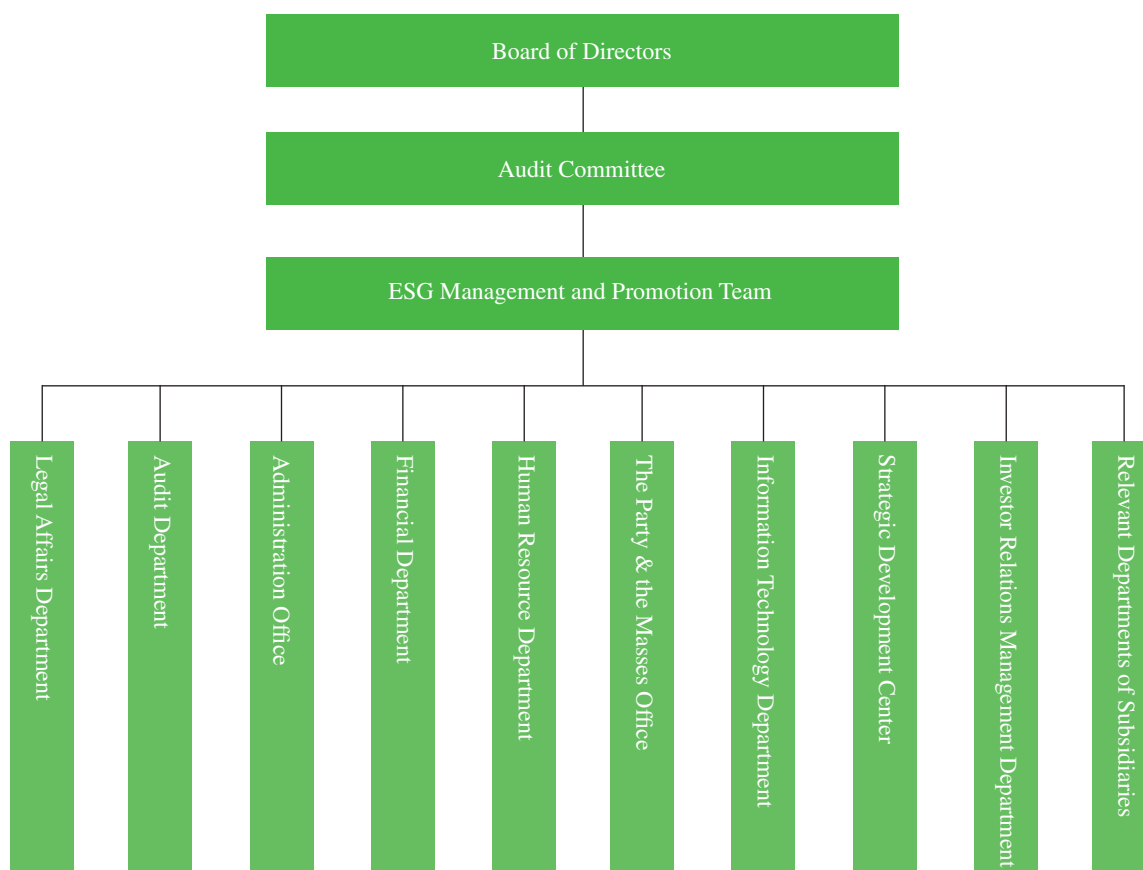 Board of Directors
Audit Committee
ESG Management and Promotion Team
Legal Affairs Department
Audit Department
Administration Office
Financial Department
Human Resource Department
The Party & the Masses Office
Information Technology Department
Strategic Development Center
Investor Relations Management Department
Relevant Departments of Subsidiaries